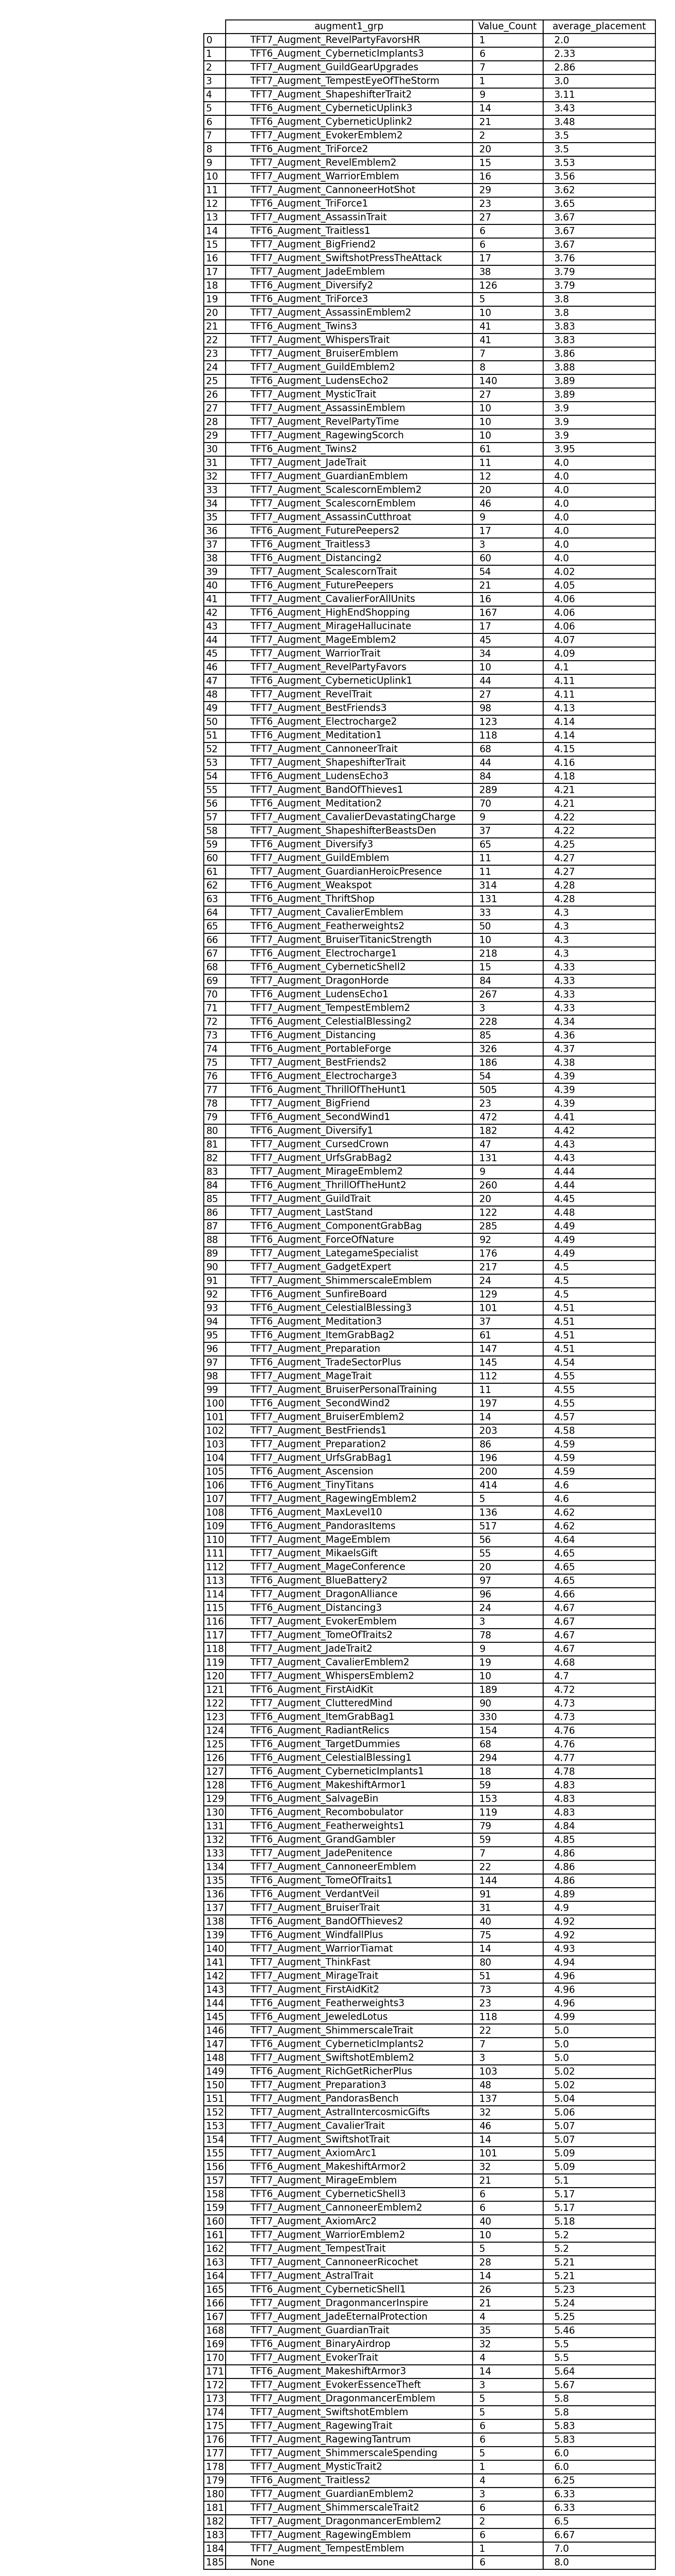 augment1_grp Value_Count average_placement
0 TFT7_Augment_RevelPartyFavorsHR 1 2.0
1 TFT6_Augment_CyberneticImplants3 6 2.33
2 TFT7_Augment_GuildGearUpgrades 7 2.86
3 TFT7_Augment_TempestEyeOfTheStorm 1 3.0
4 TFT7_Augment_ShapeshifterTrait2 9 3.11
5 TFT6_Augment_CyberneticUplink3 14 3.43
6 TFT6_Augment_CyberneticUplink2 21 3.48
7 TFT7_Augment_EvokerEmblem2 2 3.5
8 TFT6_Augment_TriForce2 20 3.5
9 TFT7_Augment_RevelEmblem2 15 3.53
10 TFT7_Augment_WarriorEmblem 16 3.56
11 TFT7_Augment_CannoneerHotShot 29 3.62
12 TFT6_Augment_TriForce1 23 3.65
13 TFT7_Augment_AssassinTrait 27 3.67
14 TFT6_Augment_Traitless1 6 3.67
15 TFT7_Augment_BigFriend2 6 3.67
16 TFT7_Augment_SwiftshotPressTheAttack 17 3.76
17 TFT7_Augment_JadeEmblem 38 3.79
18 TFT6_Augment_Diversify2 126 3.79
19 TFT6_Augment_TriForce3 5 3.8
20 TFT7_Augment_AssassinEmblem2 10 3.8
21 TFT6_Augment_Twins3 41 3.83
22 TFT7_Augment_WhispersTrait 41 3.83
23 TFT7_Augment_BruiserEmblem 7 3.86
24 TFT7_Augment_GuildEmblem2 8 3.88
25 TFT6_Augment_LudensEcho2 140 3.89
26 TFT7_Augment_MysticTrait 27 3.89
27 TFT7_Augment_AssassinEmblem 10 3.9
28 TFT7_Augment_RevelPartyTime 10 3.9
29 TFT7_Augment_RagewingScorch 10 3.9
30 TFT6_Augment_Twins2 61 3.95
31 TFT7_Augment_JadeTrait 11 4.0
32 TFT7_Augment_GuardianEmblem 12 4.0
33 TFT7_Augment_ScalescornEmblem2 20 4.0
34 TFT7_Augment_ScalescornEmblem 46 4.0
35 TFT7_Augment_AssassinCutthroat 9 4.0
36 TFT6_Augment_FuturePeepers2 17 4.0
37 TFT6_Augment_Traitless3 3 4.0
38 TFT6_Augment_Distancing2 60 4.0
39 TFT7_Augment_ScalescornTrait 54 4.02
40 TFT6_Augment_FuturePeepers 21 4.05
41 TFT7_Augment_CavalierForAllUnits 16 4.06
42 TFT6_Augment_HighEndShopping 167 4.06
43 TFT7_Augment_MirageHallucinate 17 4.06
44 TFT7_Augment_MageEmblem2 45 4.07
45 TFT7_Augment_WarriorTrait 34 4.09
46 TFT7_Augment_RevelPartyFavors 10 4.1
47 TFT6_Augment_CyberneticUplink1 44 4.11
48 TFT7_Augment_RevelTrait 27 4.11
49 TFT7_Augment_BestFriends3 98 4.13
50 TFT6_Augment_Electrocharge2 123 4.14
51 TFT6_Augment_Meditation1 118 4.14
52 TFT7_Augment_CannoneerTrait 68 4.15
53 TFT7_Augment_ShapeshifterTrait 44 4.16
54 TFT6_Augment_LudensEcho3 84 4.18
55 TFT7_Augment_BandOfThieves1 289 4.21
56 TFT6_Augment_Meditation2 70 4.21
57 TFT7_Augment_CavalierDevastatingCharge 9 4.22
58 TFT7_Augment_ShapeshifterBeastsDen 37 4.22
59 TFT6_Augment_Diversify3 65 4.25
60 TFT7_Augment_GuildEmblem 11 4.27
61 TFT7_Augment_GuardianHeroicPresence 11 4.27
62 TFT6_Augment_Weakspot 314 4.28
63 TFT6_Augment_ThriftShop 131 4.28
64 TFT7_Augment_CavalierEmblem 33 4.3
65 TFT6_Augment_Featherweights2 50 4.3
66 TFT7_Augment_BruiserTitanicStrength 10 4.3
67 TFT6_Augment_Electrocharge1 218 4.3
68 TFT6_Augment_CyberneticShell2 15 4.33
69 TFT7_Augment_DragonHorde 84 4.33
70 TFT6_Augment_LudensEcho1 267 4.33
71 TFT7_Augment_TempestEmblem2 3 4.33
72 TFT6_Augment_CelestialBlessing2 228 4.34
73 TFT6_Augment_Distancing 85 4.36
74 TFT6_Augment_PortableForge 326 4.37
75 TFT7_Augment_BestFriends2 186 4.38
76 TFT6_Augment_Electrocharge3 54 4.39
77 TFT6_Augment_ThrillOfTheHunt1 505 4.39
78 TFT7_Augment_BigFriend 23 4.39
79 TFT6_Augment_SecondWind1 472 4.41
80 TFT6_Augment_Diversify1 182 4.42
81 TFT7_Augment_CursedCrown 47 4.43
82 TFT7_Augment_UrfsGrabBag2 131 4.43
83 TFT7_Augment_MirageEmblem2 9 4.44
84 TFT6_Augment_ThrillOfTheHunt2 260 4.44
85 TFT7_Augment_GuildTrait 20 4.45
86 TFT7_Augment_LastStand 122 4.48
87 TFT6_Augment_ComponentGrabBag 285 4.49
88 TFT6_Augment_ForceOfNature 92 4.49
89 TFT7_Augment_LategameSpecialist 176 4.49
90 TFT7_Augment_GadgetExpert 217 4.5
91 TFT7_Augment_ShimmerscaleEmblem 24 4.5
92 TFT6_Augment_SunfireBoard 129 4.5
93 TFT6_Augment_CelestialBlessing3 101 4.51
94 TFT6_Augment_Meditation3 37 4.51
95 TFT6_Augment_ItemGrabBag2 61 4.51
96 TFT7_Augment_Preparation 147 4.51
97 TFT6_Augment_TradeSectorPlus 145 4.54
98 TFT7_Augment_MageTrait 112 4.55
99 TFT7_Augment_BruiserPersonalTraining 11 4.55
100 TFT6_Augment_SecondWind2 197 4.55
101 TFT7_Augment_BruiserEmblem2 14 4.57
102 TFT7_Augment_BestFriends1 203 4.58
103 TFT7_Augment_Preparation2 86 4.59
104 TFT7_Augment_UrfsGrabBag1 196 4.59
105 TFT6_Augment_Ascension 200 4.59
106 TFT6_Augment_TinyTitans 414 4.6
107 TFT7_Augment_RagewingEmblem2 5 4.6
108 TFT6_Augment_MaxLevel10 136 4.62
109 TFT6_Augment_PandorasItems 517 4.62
110 TFT7_Augment_MageEmblem 56 4.64
111 TFT7_Augment_MikaelsGift 55 4.65
112 TFT7_Augment_MageConference 20 4.65
113 TFT6_Augment_BlueBattery2 97 4.65
114 TFT7_Augment_DragonAlliance 96 4.66
115 TFT6_Augment_Distancing3 24 4.67
116 TFT7_Augment_EvokerEmblem 3 4.67
117 TFT6_Augment_TomeOfTraits2 78 4.67
118 TFT7_Augment_JadeTrait2 9 4.67
119 TFT7_Augment_CavalierEmblem2 19 4.68
120 TFT7_Augment_WhispersEmblem2 10 4.7
121 TFT6_Augment_FirstAidKit 189 4.72
122 TFT7_Augment_ClutteredMind 90 4.73
123 TFT6_Augment_ItemGrabBag1 330 4.73
124 TFT6_Augment_RadiantRelics 154 4.76
125 TFT6_Augment_TargetDummies 68 4.76
126 TFT6_Augment_CelestialBlessing1 294 4.77
127 TFT6_Augment_CyberneticImplants1 18 4.78
128 TFT6_Augment_MakeshiftArmor1 59 4.83
129 TFT6_Augment_SalvageBin 153 4.83
130 TFT6_Augment_Recombobulator 119 4.83
131 TFT6_Augment_Featherweights1 79 4.84
132 TFT6_Augment_GrandGambler 59 4.85
133 TFT7_Augment_JadePenitence 7 4.86
134 TFT7_Augment_CannoneerEmblem 22 4.86
135 TFT6_Augment_TomeOfTraits1 144 4.86
136 TFT6_Augment_VerdantVeil 91 4.89
137 TFT7_Augment_BruiserTrait 31 4.9
138 TFT6_Augment_BandOfThieves2 40 4.92
139 TFT6_Augment_WindfallPlus 75 4.92
140 TFT7_Augment_WarriorTiamat 14 4.93
141 TFT7_Augment_ThinkFast 80 4.94
142 TFT7_Augment_MirageTrait 51 4.96
143 TFT7_Augment_FirstAidKit2 73 4.96
144 TFT6_Augment_Featherweights3 23 4.96
145 TFT6_Augment_JeweledLotus 118 4.99
146 TFT7_Augment_ShimmerscaleTrait 22 5.0
147 TFT6_Augment_CyberneticImplants2 7 5.0
148 TFT7_Augment_SwiftshotEmblem2 3 5.0
149 TFT6_Augment_RichGetRicherPlus 103 5.02
150 TFT7_Augment_Preparation3 48 5.02
151 TFT7_Augment_PandorasBench 137 5.04
152 TFT7_Augment_AstralIntercosmicGifts 32 5.06
153 TFT7_Augment_CavalierTrait 46 5.07
154 TFT7_Augment_SwiftshotTrait 14 5.07
155 TFT7_Augment_AxiomArc1 101 5.09
156 TFT6_Augment_MakeshiftArmor2 32 5.09
157 TFT7_Augment_MirageEmblem 21 5.1
158 TFT6_Augment_CyberneticShell3 6 5.17
159 TFT7_Augment_CannoneerEmblem2 6 5.17
160 TFT7_Augment_AxiomArc2 40 5.18
161 TFT7_Augment_WarriorEmblem2 10 5.2
162 TFT7_Augment_TempestTrait 5 5.2
163 TFT7_Augment_CannoneerRicochet 28 5.21
164 TFT7_Augment_AstralTrait 14 5.21
165 TFT6_Augment_CyberneticShell1 26 5.23
166 TFT7_Augment_DragonmancerInspire 21 5.24
167 TFT7_Augment_JadeEternalProtection 4 5.25
168 TFT7_Augment_GuardianTrait 35 5.46
169 TFT6_Augment_BinaryAirdrop 32 5.5
170 TFT7_Augment_EvokerTrait 4 5.5
171 TFT6_Augment_MakeshiftArmor3 14 5.64
172 TFT7_Augment_EvokerEssenceTheft 3 5.67
173 TFT7_Augment_DragonmancerEmblem 5 5.8
174 TFT7_Augment_SwiftshotEmblem 5 5.8
175 TFT7_Augment_RagewingTrait 6 5.83
176 TFT7_Augment_RagewingTantrum 6 5.83
177 TFT7_Augment_ShimmerscaleSpending 5 6.0
178 TFT7_Augment_MysticTrait2 1 6.0
179 TFT6_Augment_Traitless2 4 6.25
180 TFT7_Augment_GuardianEmblem2 3 6.33
181 TFT7_Augment_ShimmerscaleTrait2 6 6.33
182 TFT7_Augment_DragonmancerEmblem2 2 6.5
183 TFT7_Augment_RagewingEmblem 6 6.67
184 TFT7_Augment_TempestEmblem 1 7.0
185 None 6 8.0